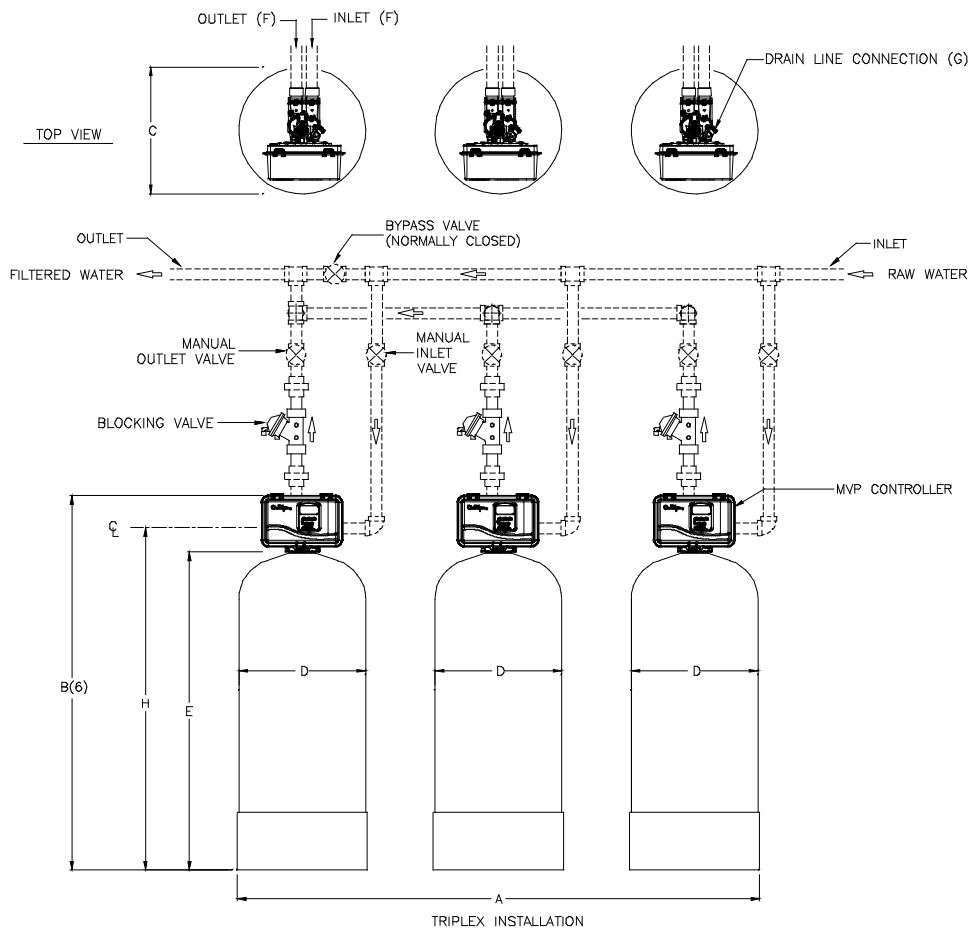 OUTLET (F)
INLET (F)
DRAIN LINE CONNECTION (G)
TOP VIEW
C
BYPASS VALVE
(NORMALLY CLOSED)
OUTLET
INLET
FILTERED WATER
RAW WATER
MANUAL
OUTLET VALVE
MANUAL
INLET
VALVE
BLOCKING VALVE
MVP CONTROLLER
C
L
D
D
D
B(6)
H
E
A
TRIPLEX INSTALLATION